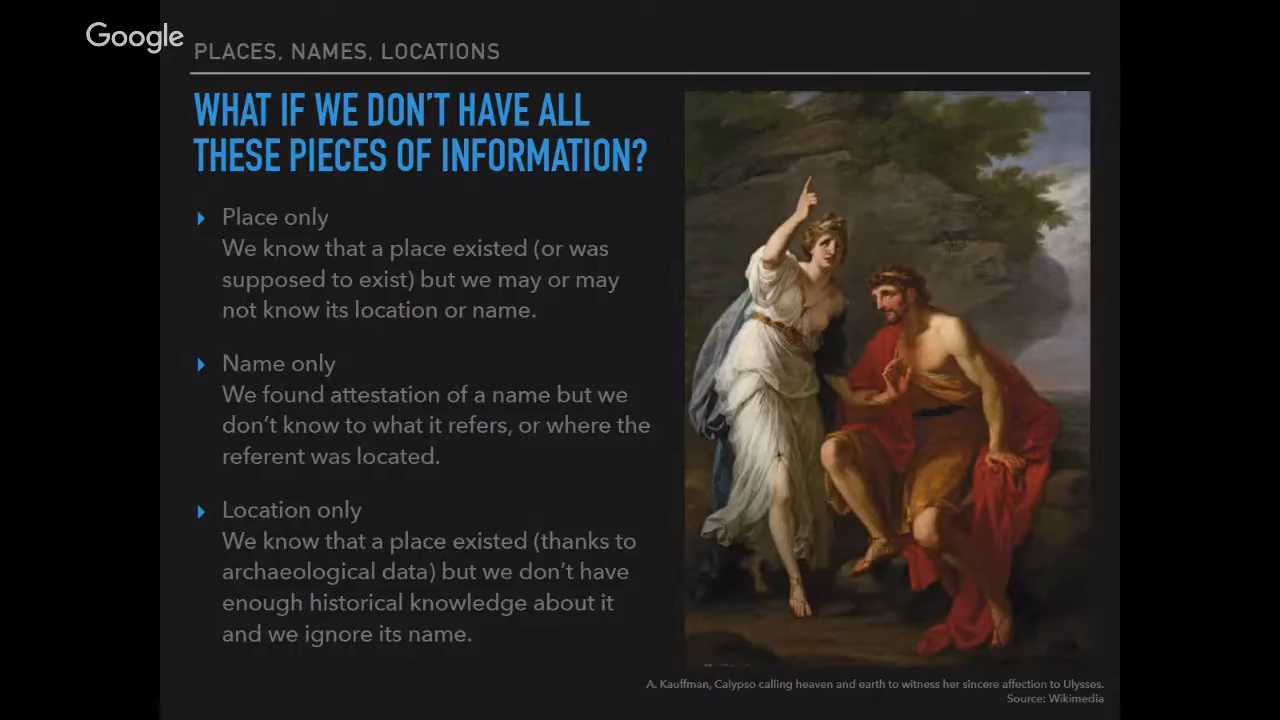 Google
PLACES, NAMES, LOCATIONS
WHAT IF WE DON'T HAVE ALL
THESE PIECES OF INFORMATION?
Place only
We know that a place existed (or was
supposed to exist) but we may or may
not know its location or name.
Name only
We found attestation of a name but we
don't know to what it refers, or where the
referent was located.
Location only
We know that a place existed (thanks to
archaeological data) but we don't have
enough historical knowledge about it
and we ignore its name.
A. Kauffman, Calypso calling heaven and earth to witness her sincere affection to Ulysses.
Source: Wikimedia